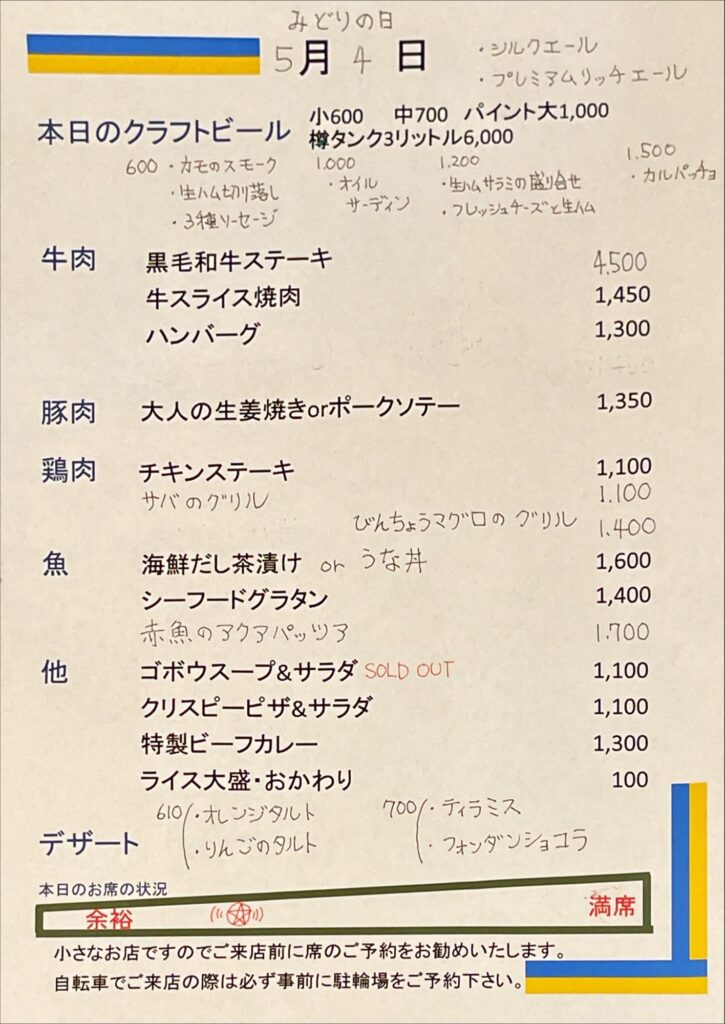 みどりの日
5月 4 日
・シルクエール
・プレミアムリッチエール
本日のクラフトビール
小600 中700 パイント大1,000
樽タンク3リットル6,000
600 ・カモのスモーク
・生ハム切り落し
・3種ソーセージ
1.000
・オイル
サーディン
1.200
・生ハムサラミの盛り合せ
・フレッシュチーズと生ハム
1.500
・カルパッチョ
牛肉 黒毛和牛ステーキ 4.500
牛スライス焼肉 1,450
ハンバーグ 1,300
豚肉 大人の生姜焼きorポークソテー 1,350
鶏肉 チキンステーキ 1,100
サバのグリル 1.100
びんちょうマグロの グリル 1.400
魚 海鮮だし茶漬け or うな丼 1,600
シーフードグラタン 1,400
赤魚のアクアパッツア 1.700
他 ゴボウスープ&サラダ SOLD OUT 1,100
クリスピーピザ&サラダ 1,100
特製ビーフカレー 1,300
ライス大盛・おかわり 100
デザート
610 ・オレンジタルト
・りんごのタルト
700 ・ティラミス
・フォンダンショコラ
本日のお席の状況
余裕 満席
小さなお店ですのでご来店前に席のご予約をお勧めいたします。
自転車でご来店の際は必ず事前に駐輪場をご予約下さい。